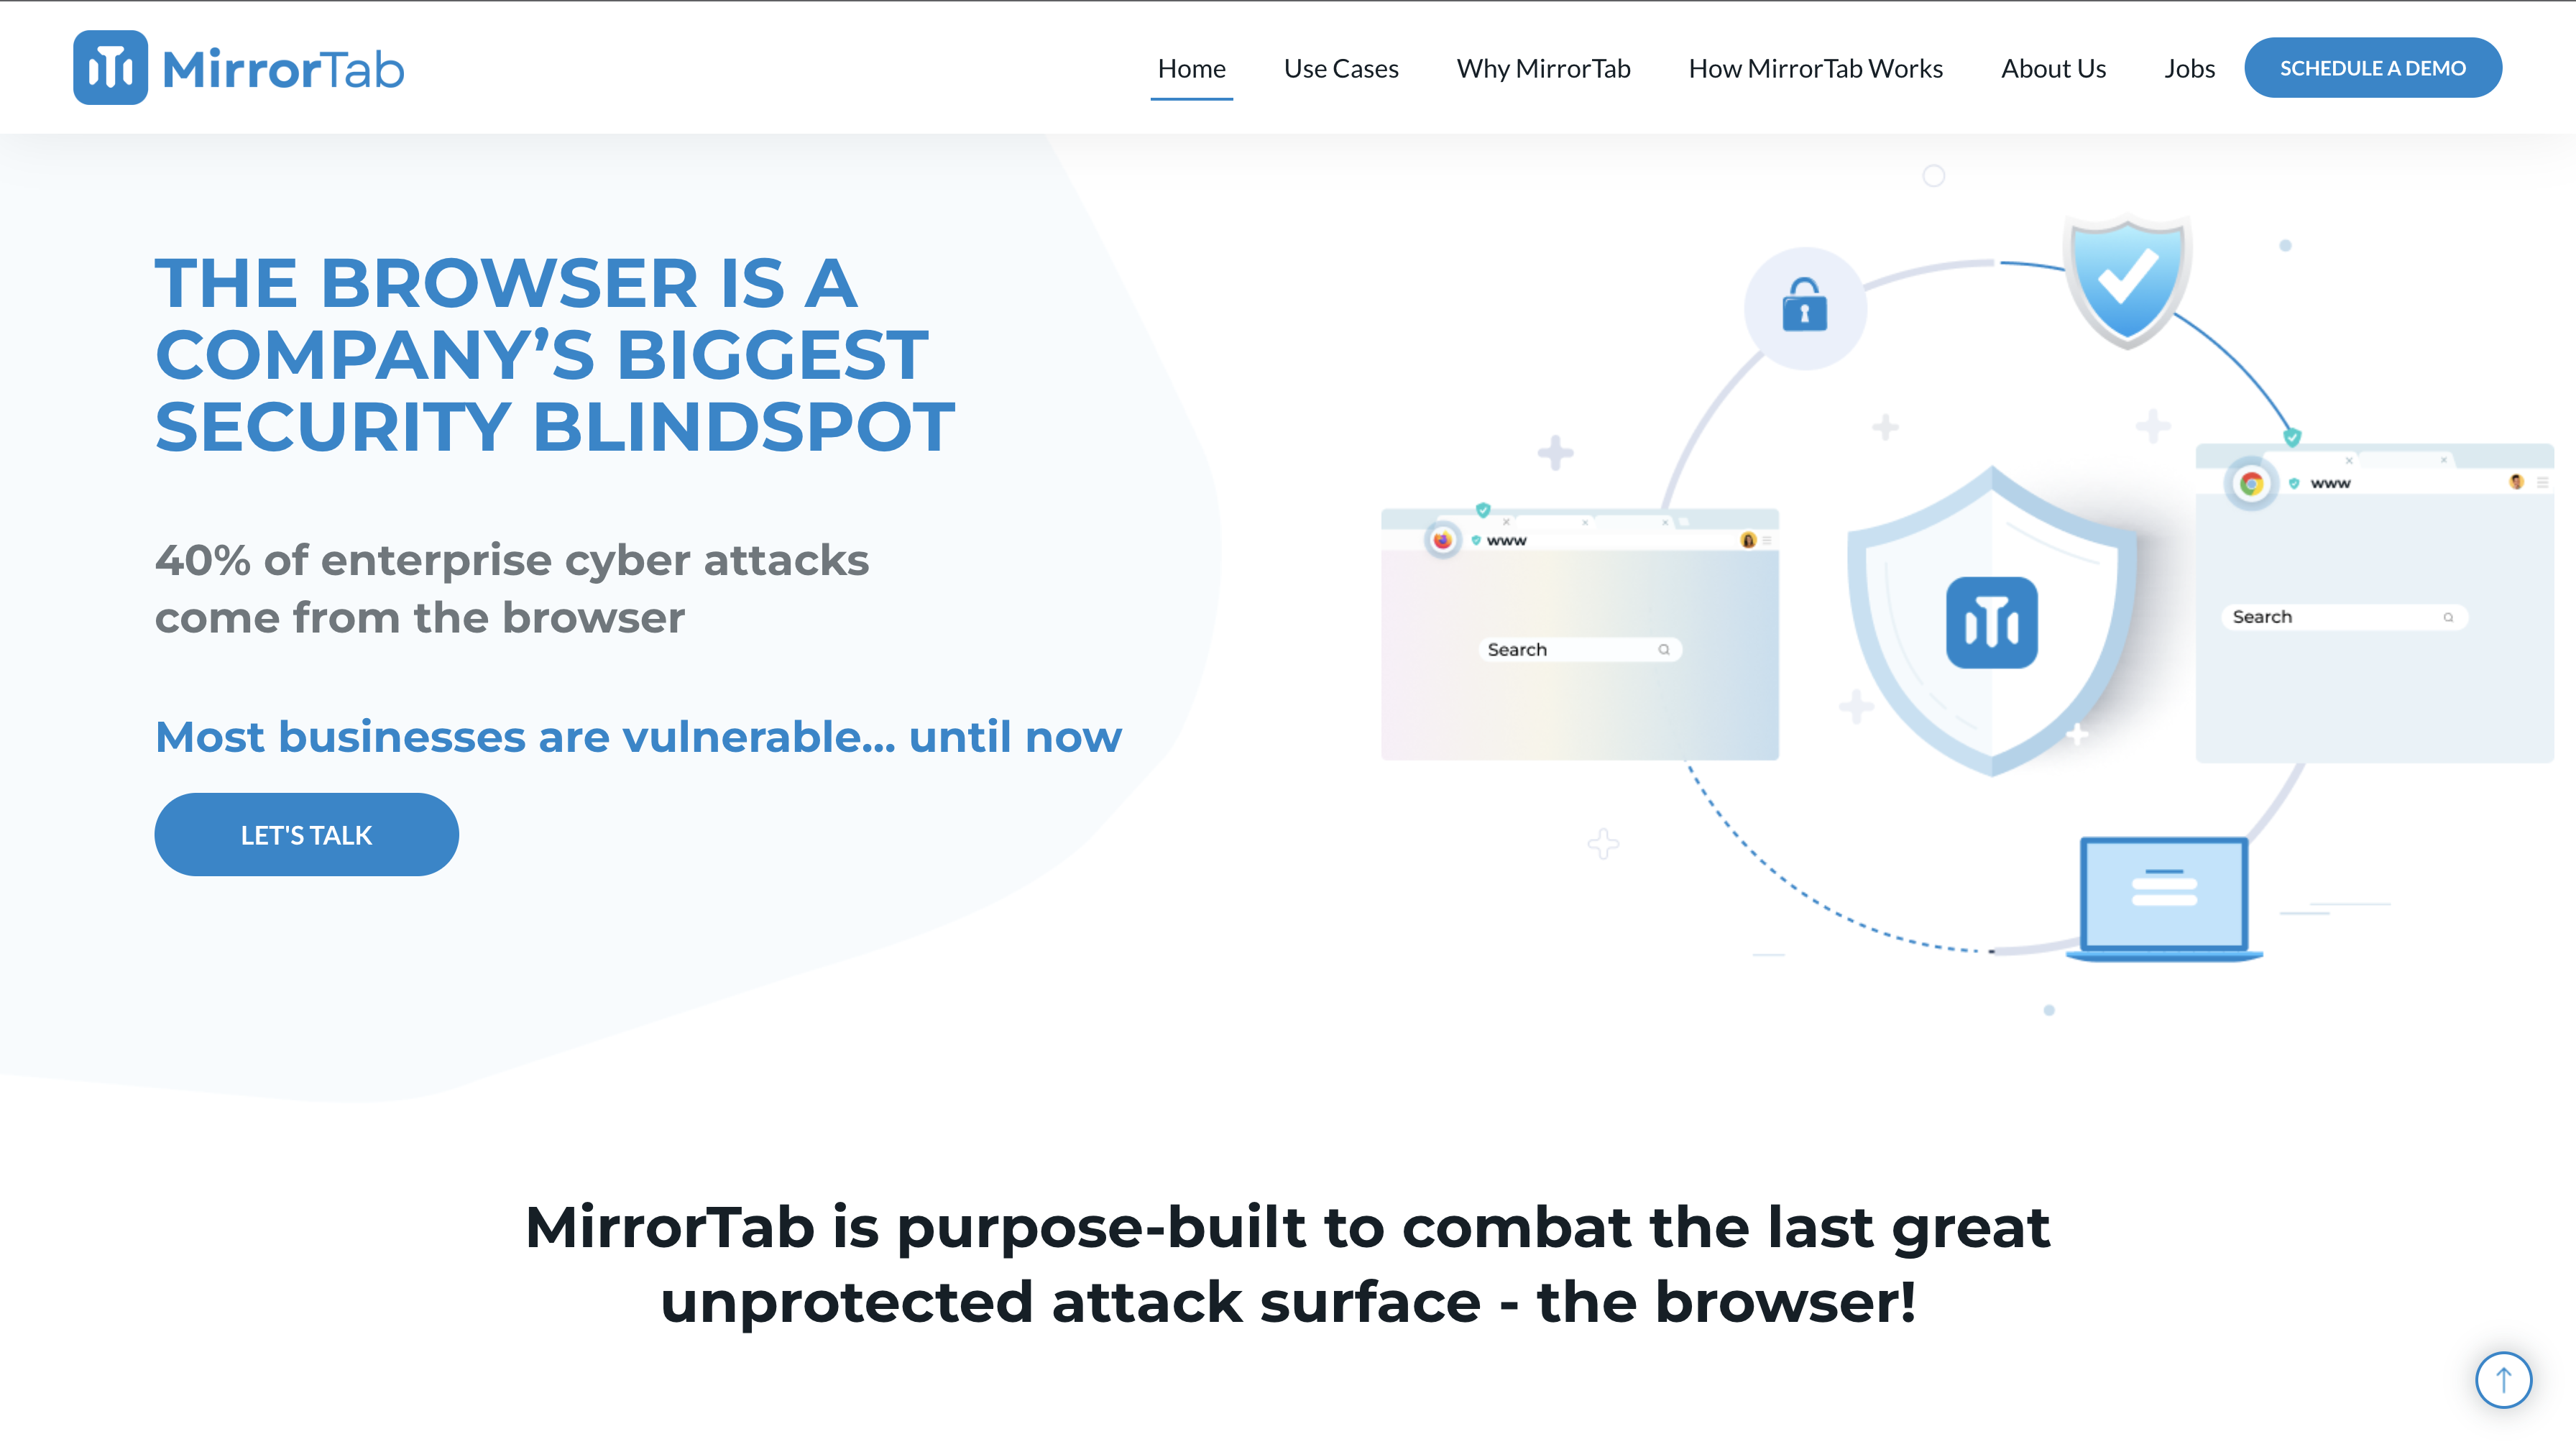 MirrorTab
Home
Use Cases
Why MirrorTab
How MirrorTab Works
About Us
Jobs
SCHEDULE A DEMO
THE BROWSER IS A
COMPANY’S BIGGEST
SECURITY BLINDSPOT
40% of enterprise cyber attacks
come from the browser
Most businesses are vulnerable... until now
LET'S TALK
www
Search
www
Search
MirrorTab is purpose-built to combat the last great
unprotected attack surface - the browser!